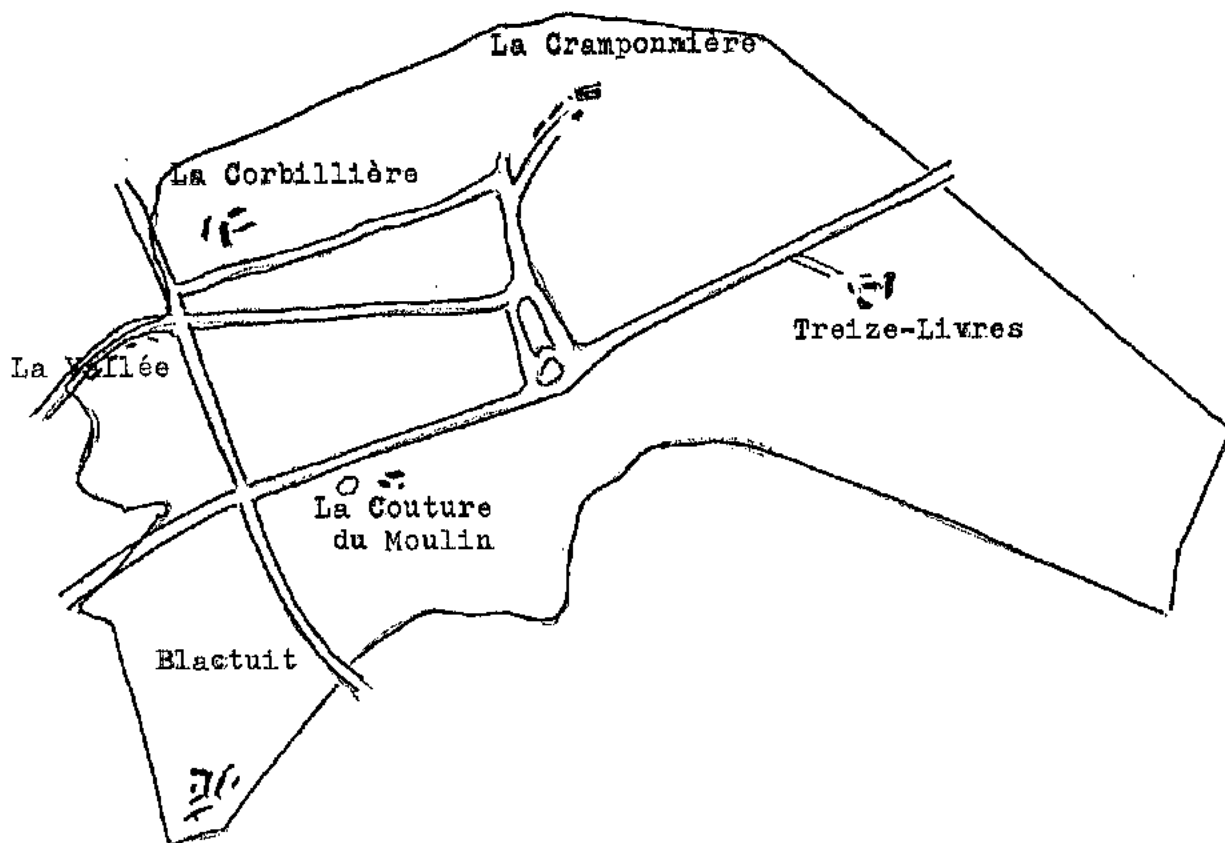 La Cramponnière
La Corbillière
Treize-Livres
La Vallée
La Couture
du Moulin
Blactuit